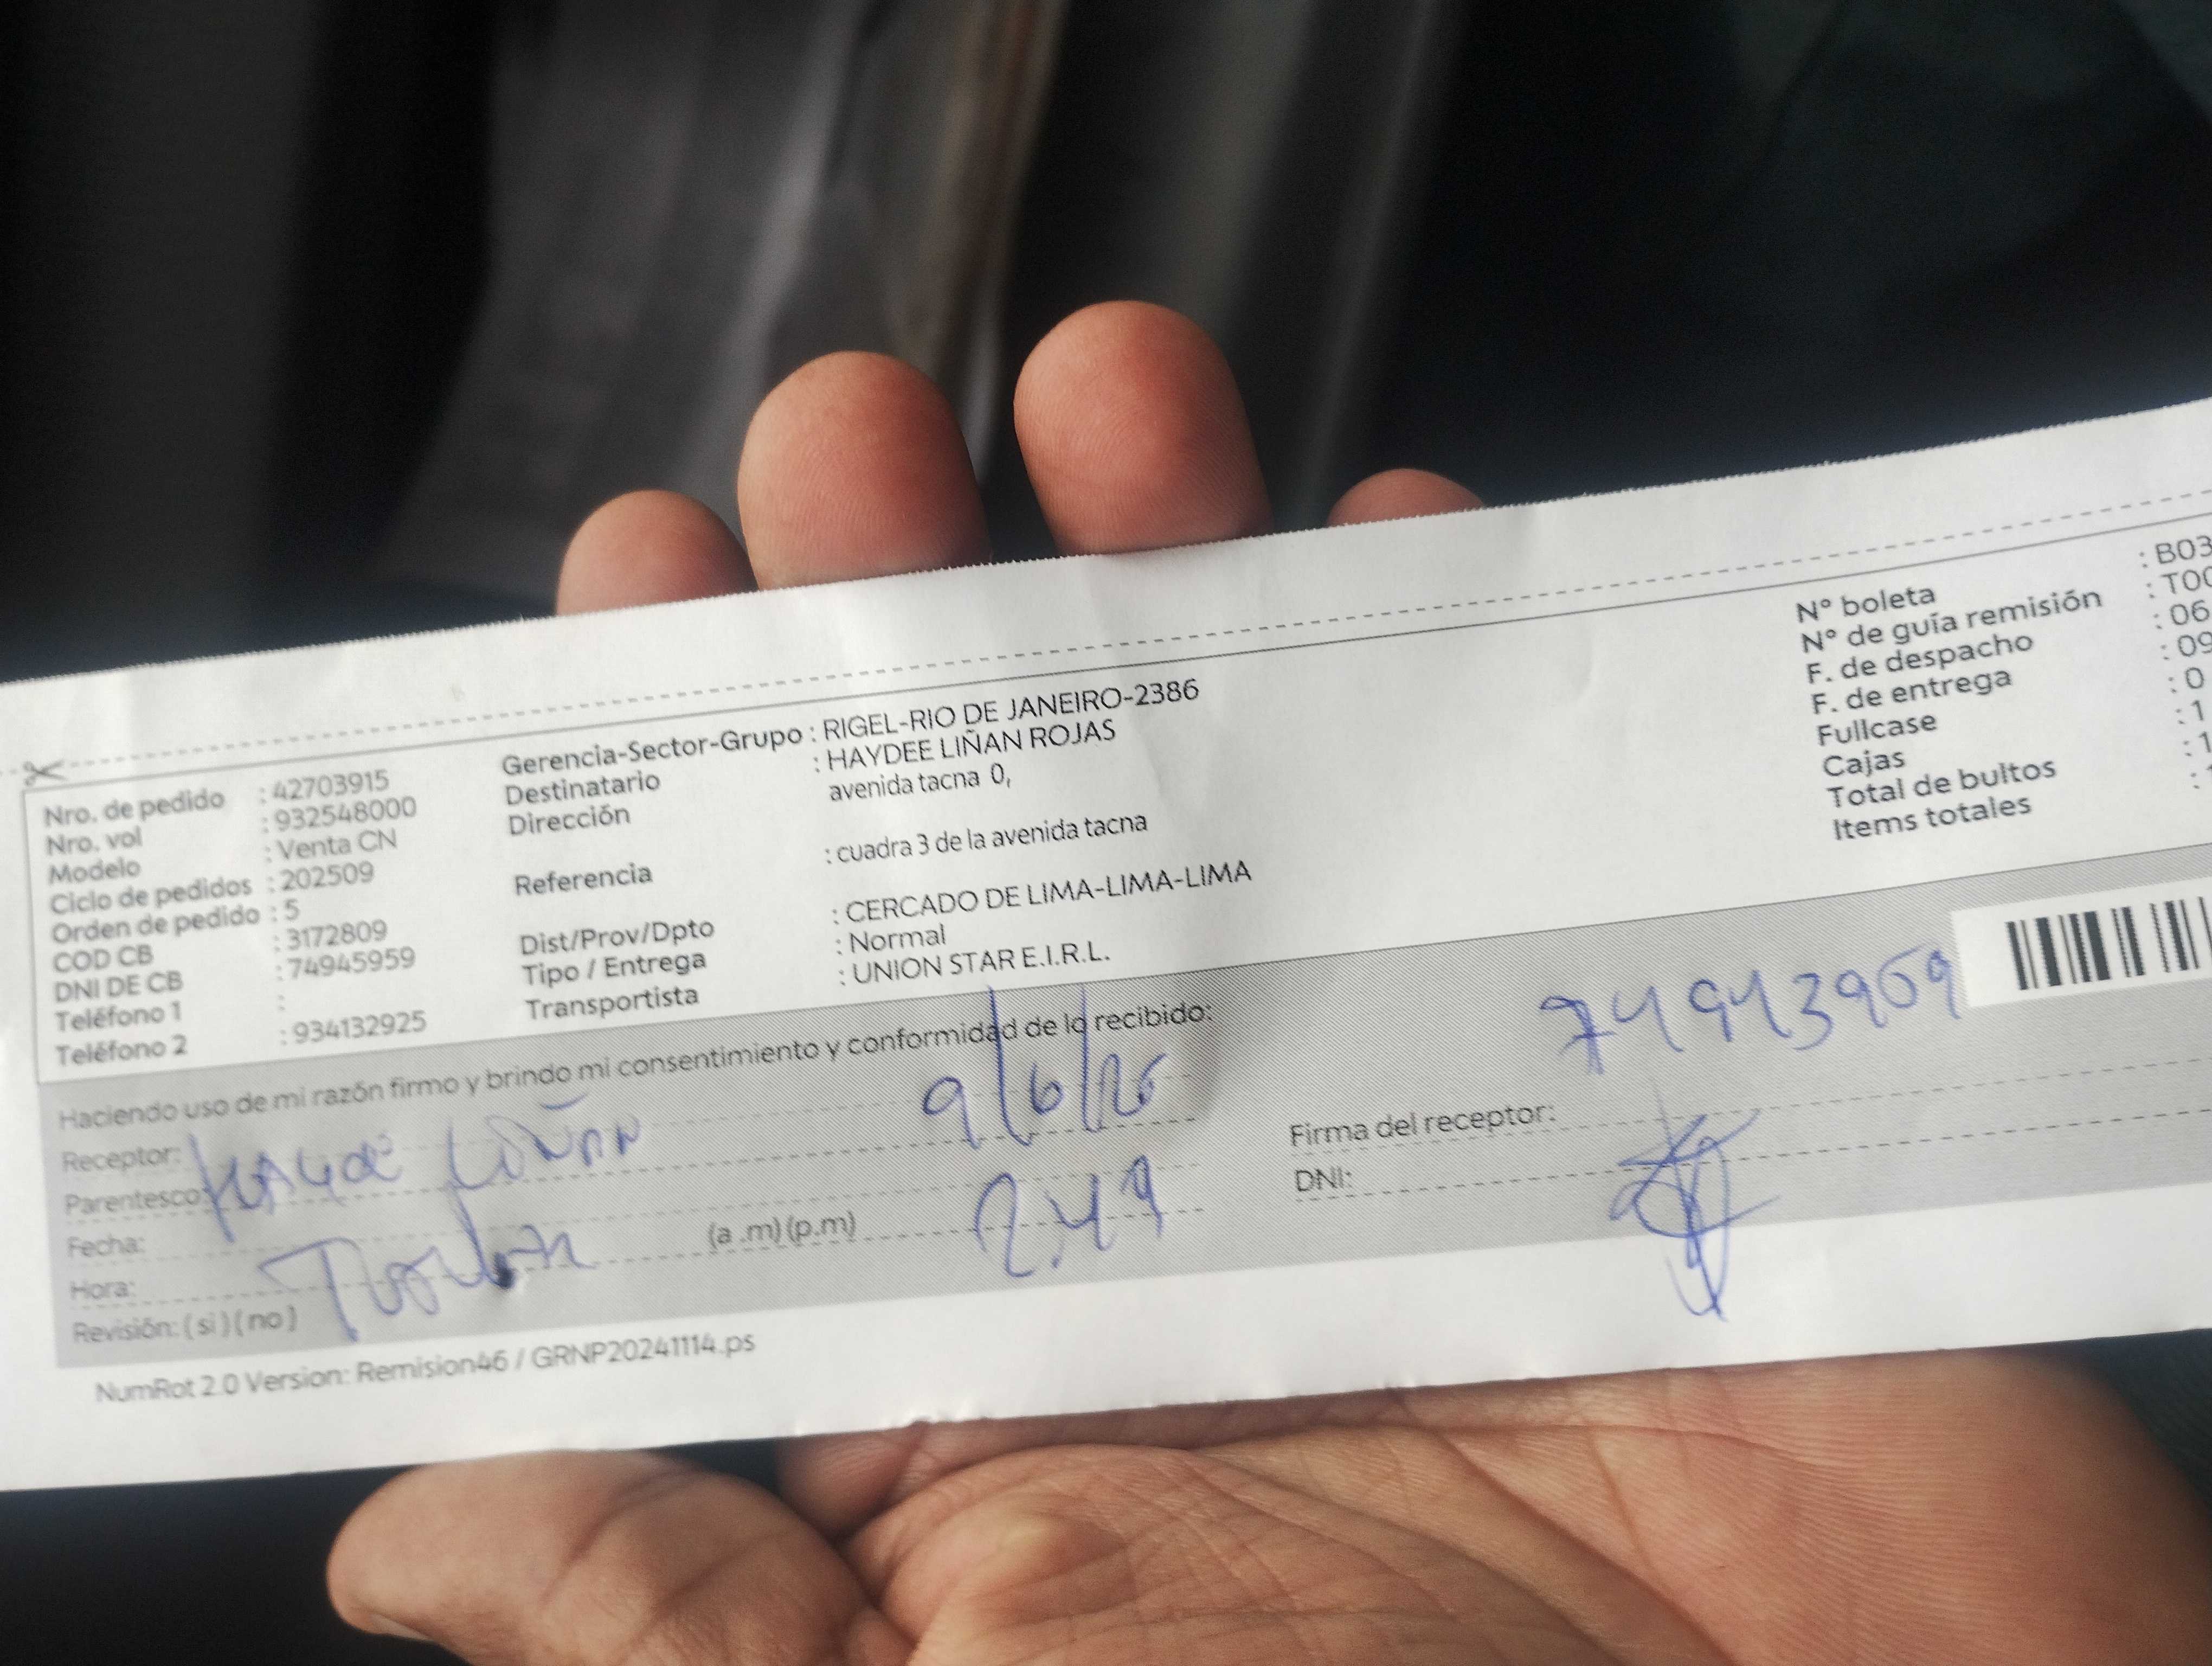 Nro. de pedido : 42703915
Nro. vol : 932548000
Modelo : Venta CN
Ciclo de pedidos : 202509
Orden de pedido : 5
COD CB : 3172809
DNI DE CB : 74945959
Teléfono 1 :
Teléfono 2 : 934132925
Gerencia-Sector-Grupo : RIGEL-RIO DE JANEIRO-2386
Destinatario : HAYDEE LIÑAN ROJAS
Dirección avenida tacna 0,
Referencia : cuadra 3 de la avenida tacna
Dist/Prov/Dpto : CERCADO DE LIMA-LIMA-LIMA
Tipo / Entrega : Normal
Transportista : UNION STAR E.I.R.L.
N° boleta : B03
N° de guía remisión : T00
F. de despacho : 06
F. de entrega : 09
Fullcase : 0
Cajas : 1
Total de bultos : 1
Items totales :
Haciendo uso de mi razón firmo y brindo mi consentimiento y conformidad de lo recibido:
Receptor: LIÑAN
Parentesco:
Fecha: 9/6/25
Hora: (a .m) (p.m) 2:49
Revisión: ( si ) ( no )
Firma del receptor:
DNI:
NumRot 2.0 Version: Remision46 / GRNP20241114.ps